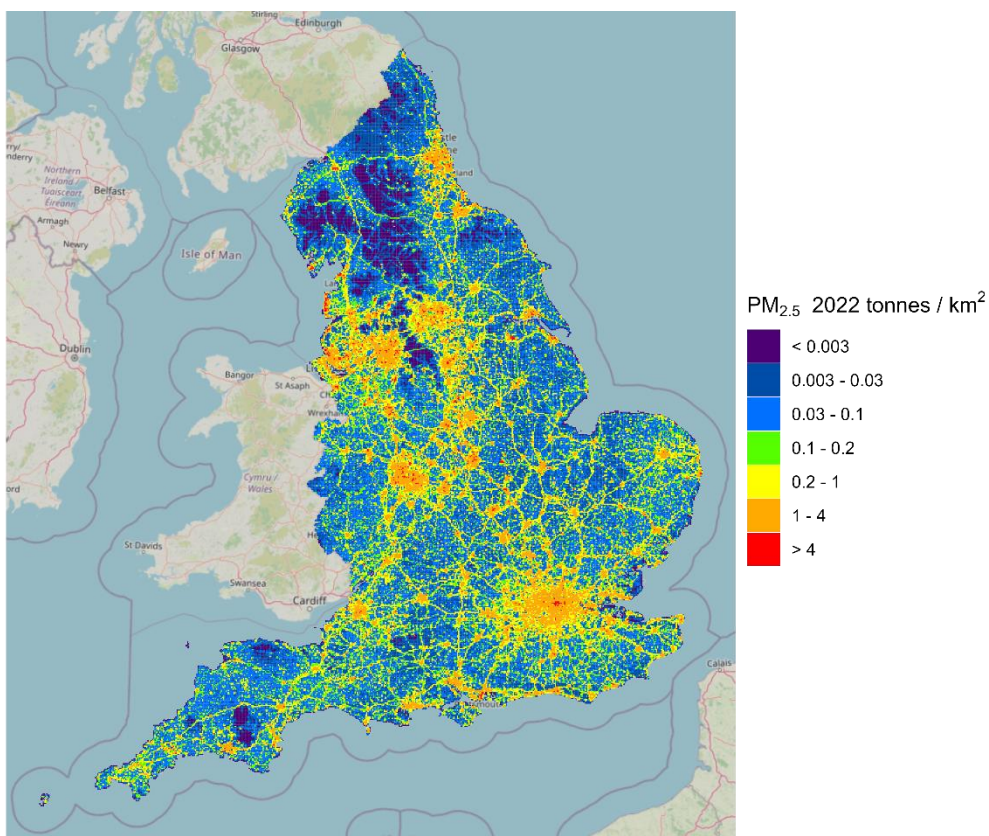 Stirling
Edinburgh
Glasgow
Northern
Ireland /
Tuaisceart
Éireann
Belfast
Armagh
Newry
Isle of Man
Dublin
Bangor
St Asaph
Wrexham
Cymru /
Wales
St Davids
Swansea
Cardiff
Calais
PM2.5 2022 tonnes / km2
< 0.003
0.003 - 0.03
0.03 - 0.1
0.1 - 0.2
0.2 - 1
1 - 4
> 4